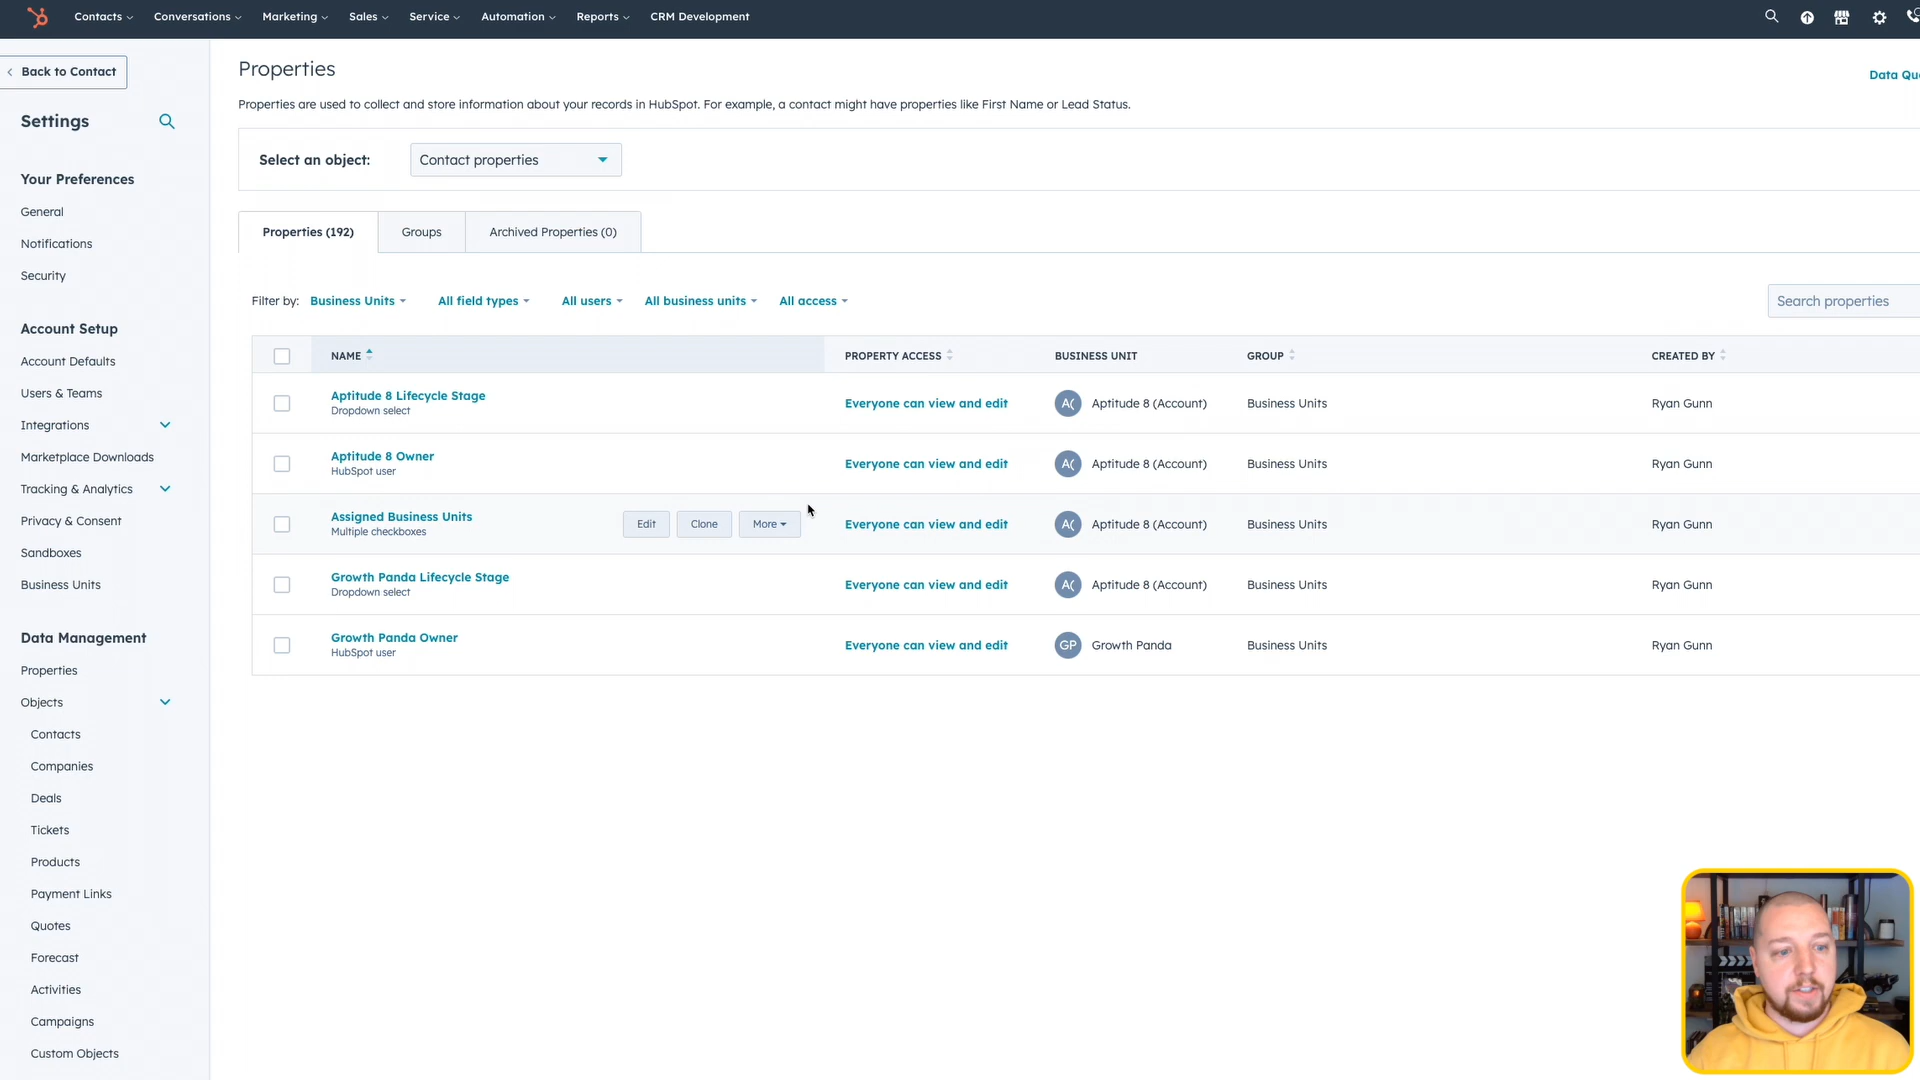 Contacts
Conversations
Marketing
Sales
Service
Automation
Reports
CRM Development
Back to Contact
Settings
Your Preferences
General
Notifications
Security
Account Setup
Account Defaults
Users & Teams
Integrations
Marketplace Downloads
Tracking & Analytics
Privacy & Consent
Sandboxes
Business Units
Data Management
Properties
Objects
Contacts
Companies
Deals
Tickets
Products
Payment Links
Quotes
Forecast
Activities
Campaigns
Custom Objects
Properties
Data Qu
Properties are used to collect and store information about your records in HubSpot. For example, a contact might have properties like First Name or Lead Status.
Select an object: Contact properties
Properties (192) Groups Archived Properties (0)
Filter by: Business Units All field types All users All business units All access
Search properties
NAME PROPERTY ACCESS BUSINESS UNIT GROUP CREATED BY
Aptitude 8 Lifecycle Stage
Dropdown select
Everyone can view and edit A( Aptitude 8 (Account) Business Units Ryan Gunn
Aptitude 8 Owner
HubSpot user
Everyone can view and edit A( Aptitude 8 (Account) Business Units Ryan Gunn
Assigned Business Units
Multiple checkboxes
Edit Clone More
Everyone can view and edit A( Aptitude 8 (Account) Business Units Ryan Gunn
Growth Panda Lifecycle Stage
Dropdown select
Everyone can view and edit A( Aptitude 8 (Account) Business Units Ryan Gunn
Growth Panda Owner
HubSpot user
Everyone can view and edit GP Growth Panda Business Units Ryan Gunn